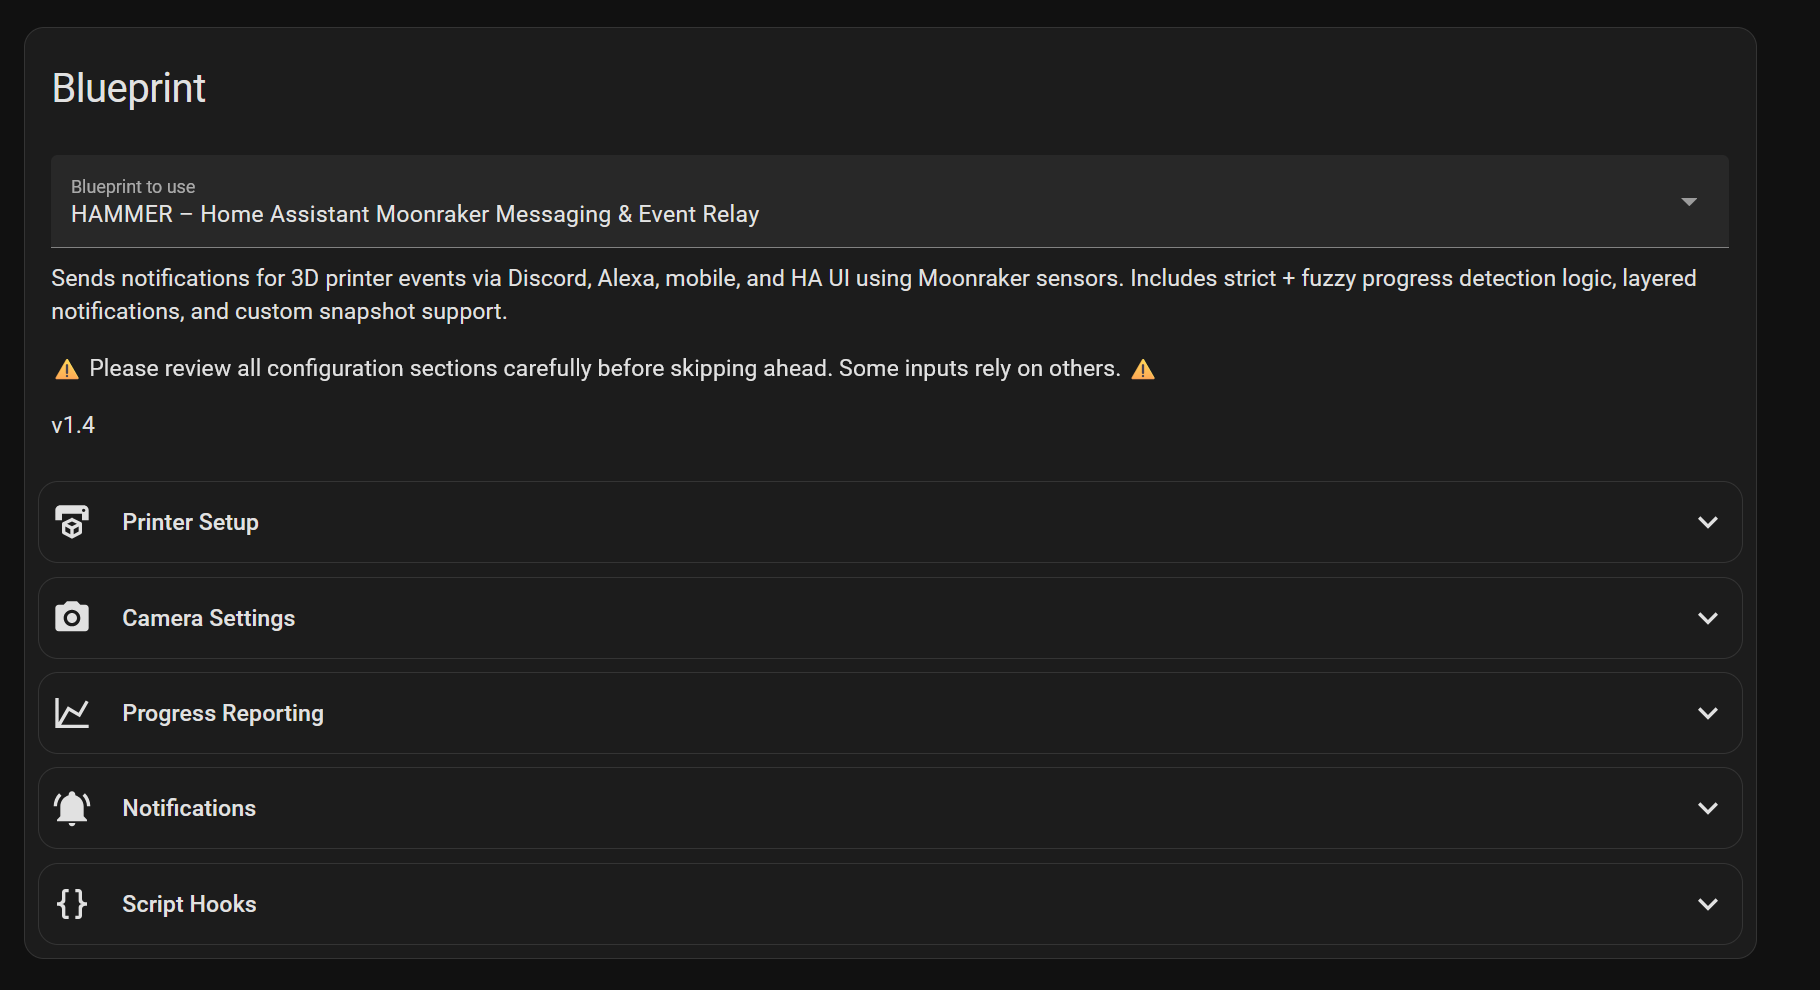 Blueprint
Blueprint to use
HAMMER – Home Assistant Moonraker Messaging & Event Relay
Sends notifications for 3D printer events via Discord, Alexa, mobile, and HA UI using Moonraker sensors. Includes strict + fuzzy progress detection logic, layered
notifications, and custom snapshot support.
⚠️ Please review all configuration sections carefully before skipping ahead. Some inputs rely on others. ⚠️
v1.4
Printer Setup
Camera Settings
Progress Reporting
Notifications
Script Hooks